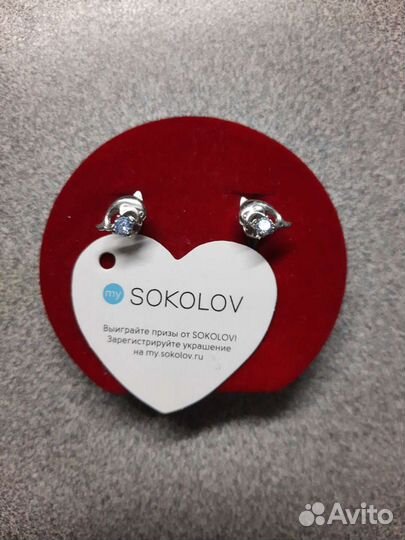 my SOKOLOV
Выиграйте призы от SOKOLOV!
Зарегистрируйте украшение
на my.sokolov.ru
Avito